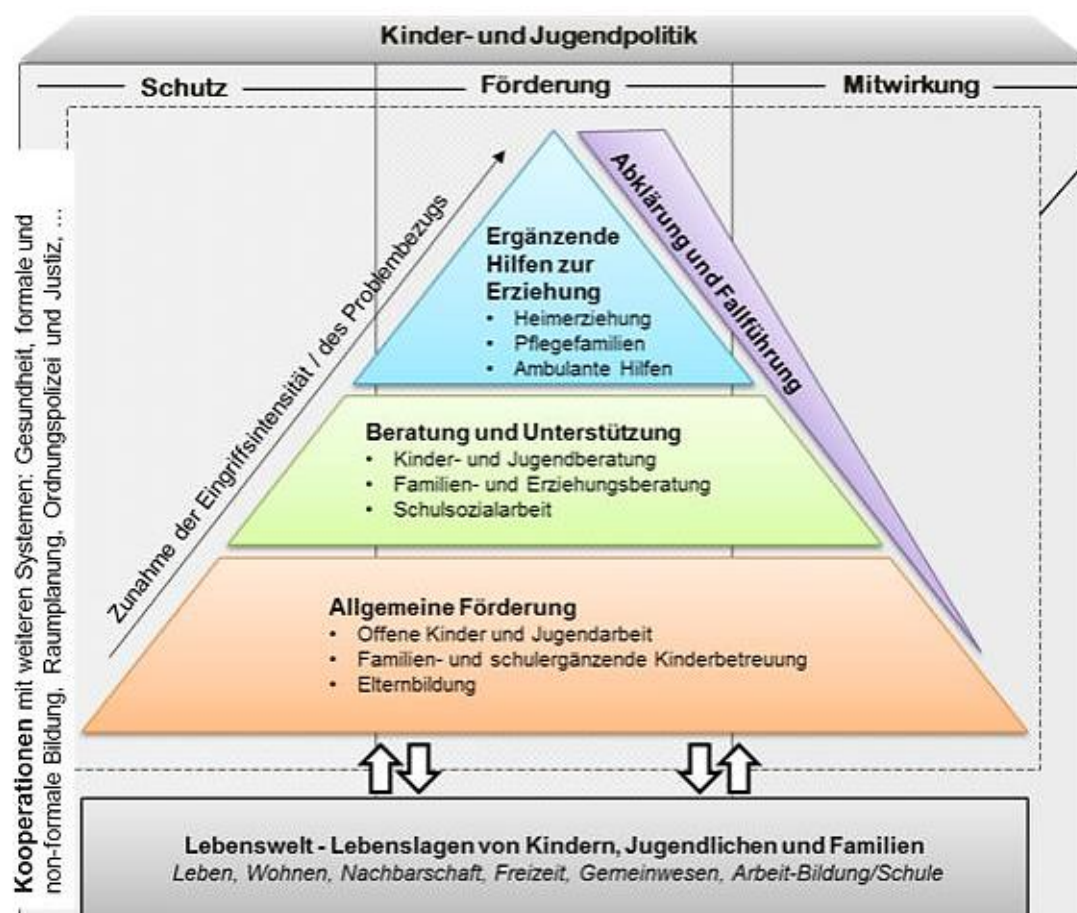 Kinder- und Jugendpolitik
Schutz
Förderung
Mitwirkung
Kooperationen mit weiteren Systemen: Gesundheit, formale und
non-formale Bildung, Raumplanung, Ordnungspolizei und Justiz, ...
Zunahme der Eingriffsintensität / des Problembezugs
Abklärung und Fallführung
Ergänzende
Hilfen zur
Erziehung
• Heimerziehung
• Pflegefamilien
• Ambulante Hilfen
Beratung und Unterstützung
• Kinder- und Jugendberatung
• Familien- und Erziehungsberatung
• Schulsozialarbeit
Allgemeine Förderung
• Offene Kinder und Jugendarbeit
• Familien- und schulergänzende Kinderbetreuung
• Elternbildung
Lebenswelt - Lebenslagen von Kindern, Jugendlichen und Familien
Leben, Wohnen, Nachbarschaft, Freizeit, Gemeinwesen, Arbeit-Bildung/Schule